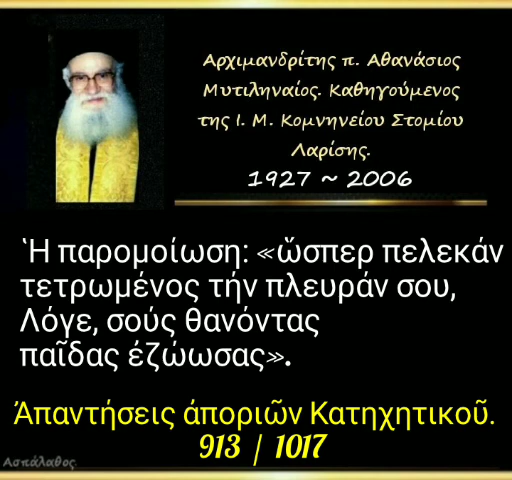 Αρχιμανδρίτης π. Αθανάσιος
Μυτιληναίος. Καθηγούμενος
της Ι. Μ. Κομνηνείου Στομίου
Λαρίσης.
1927 ~ 2006
Ἡ παρομοίωση: «ὥσπερ πελεκάν
τετρωμένος τήν πλευράν σου,
Λόγε, σούς θανόντας
παῖδας ἐζώωσας».
Ἀπαντήσεις ἀποριῶν Κατηχητικοῦ.
913 / 1017
Ασπάλαθος